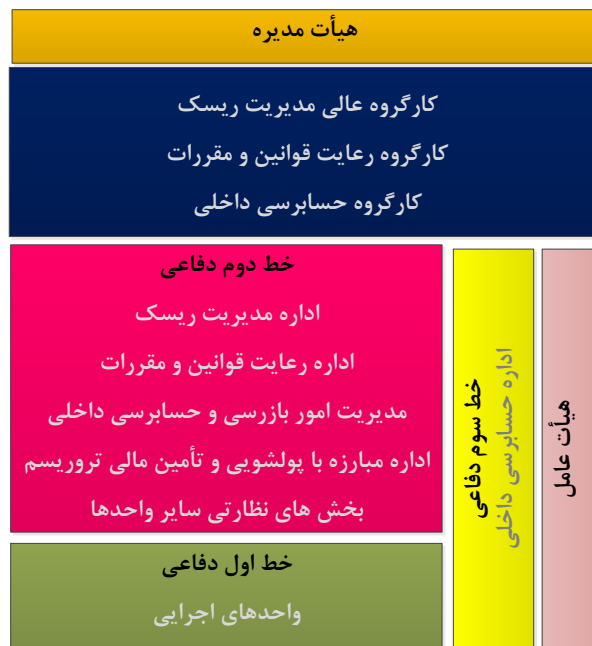 هیأت مدیره
کارگروه عالی مدیریت ریسک
کارگروه رعایت قوانین و مقررات
کارگروه حسابرسی داخلی
هیأت عامل
خط سوم دفاعی
اداره حسابرسی داخلی
خط دوم دفاعی
اداره مدیریت ریسک
اداره رعایت قوانین و مقررات
مدیریت امور بازرسی و حسابرسی داخلی
اداره مبارزه با پولشویی و تأمین مالی تروریسم
بخش های نظارتی سایر واحدها
خط اول دفاعی
واحدهای اجرایی